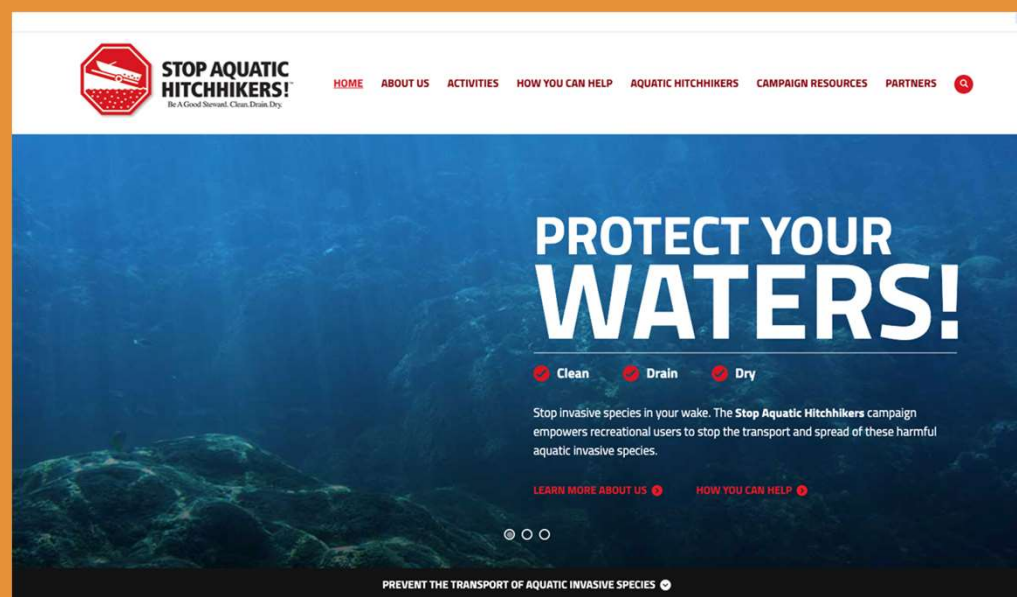 STOP AQUATIC
HITCHHIKERS!
Be A Good Steward. Clean. Drain. Dry.
HOME ABOUT US ACTIVITIES HOW YOU CAN HELP AQUATIC HITCHHIKERS CAMPAIGN RESOURCES PARTNERS
PROTECT YOUR
WATERS!
Clean Drain Dry
Stop invasive species in your wake. The Stop Aquatic Hitchhikers campaign
empowers recreational users to stop the transport and spread of these harmful
aquatic invasive species.
LEARN MORE ABOUT US HOW YOU CAN HELP
PREVENT THE TRANSPORT OF AQUATIC INVASIVE SPECIES